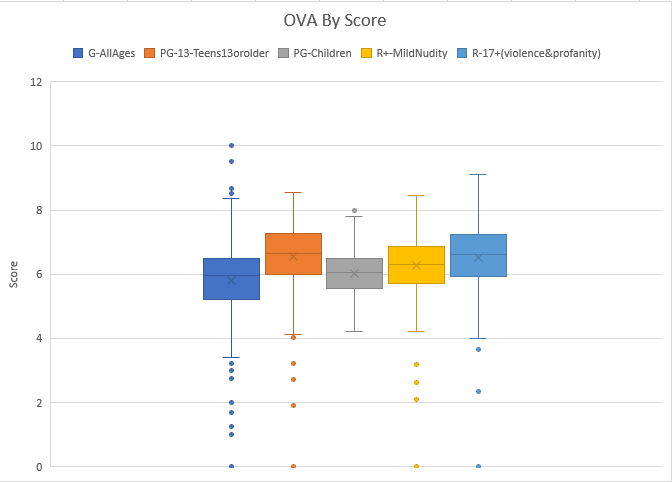 OVA By Score
G-AllAges PG-13-Teens13orolder PG-Children R+-MildNudity R-17+(violence&profanity)
12
10
8
6
4
2
0
Score